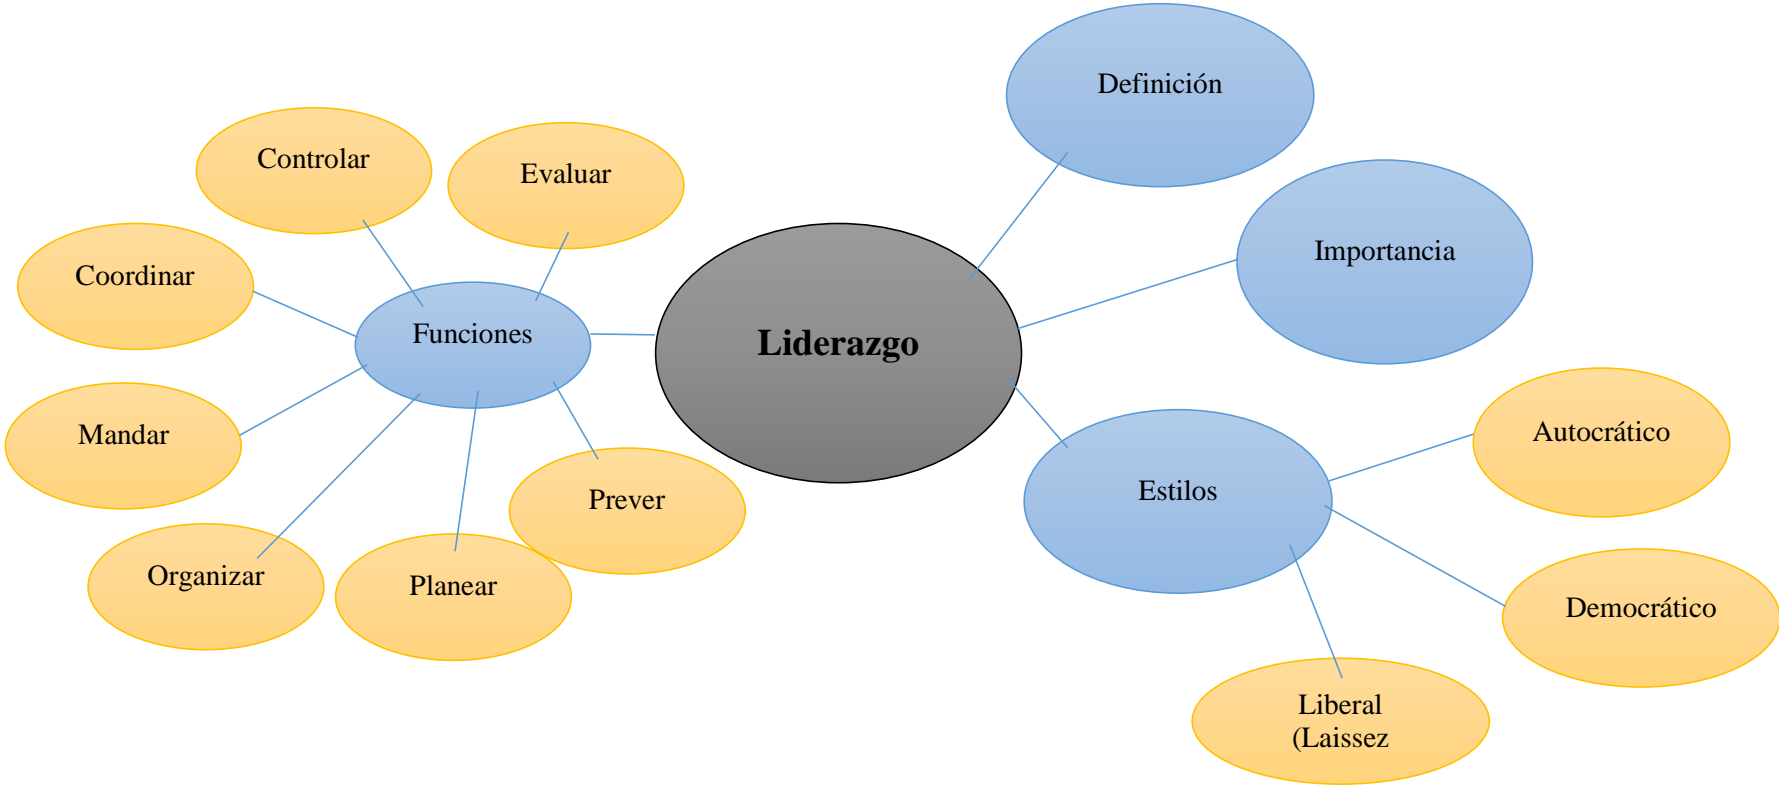 Definición
Controlar
Evaluar
Importancia
Coordinar
Funciones
Liderazgo
Mandar
Autocrático
Prever
Estilos
Organizar
Planear
Democrático
Liberal
(Laissez